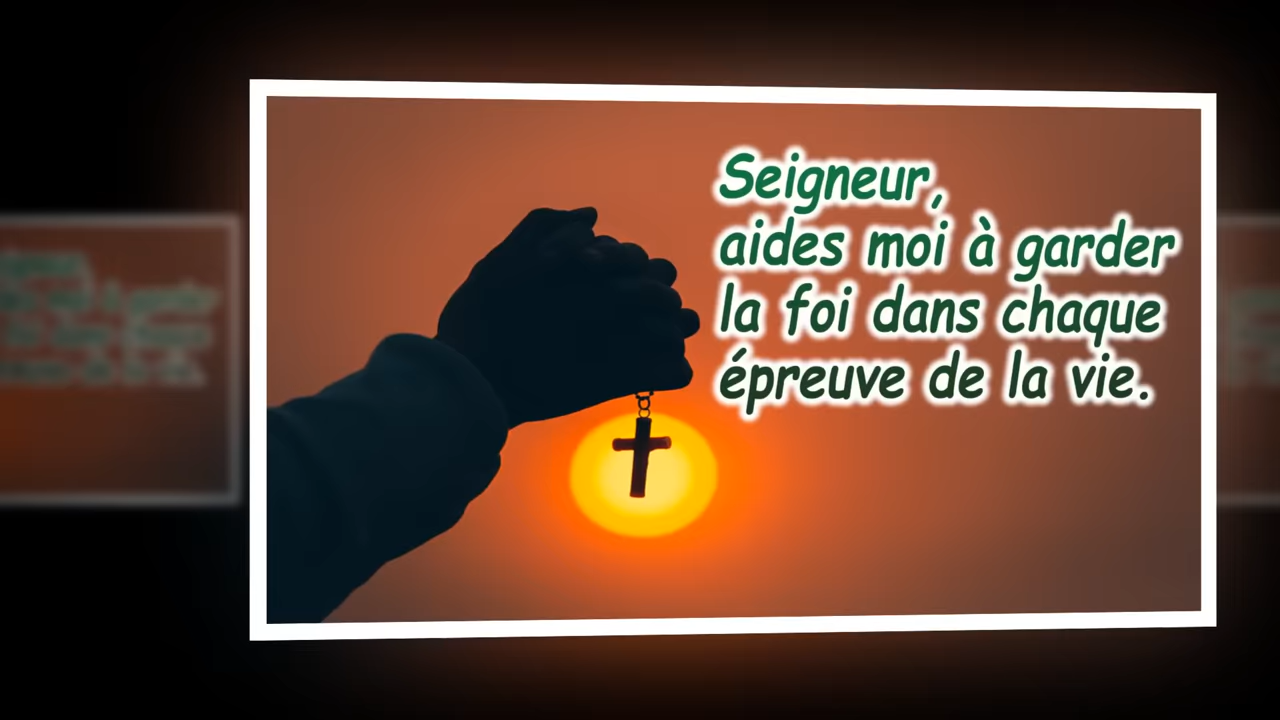 Seigneur,
aides moi à garder
la foi dans chaque
épreuve de la vie.